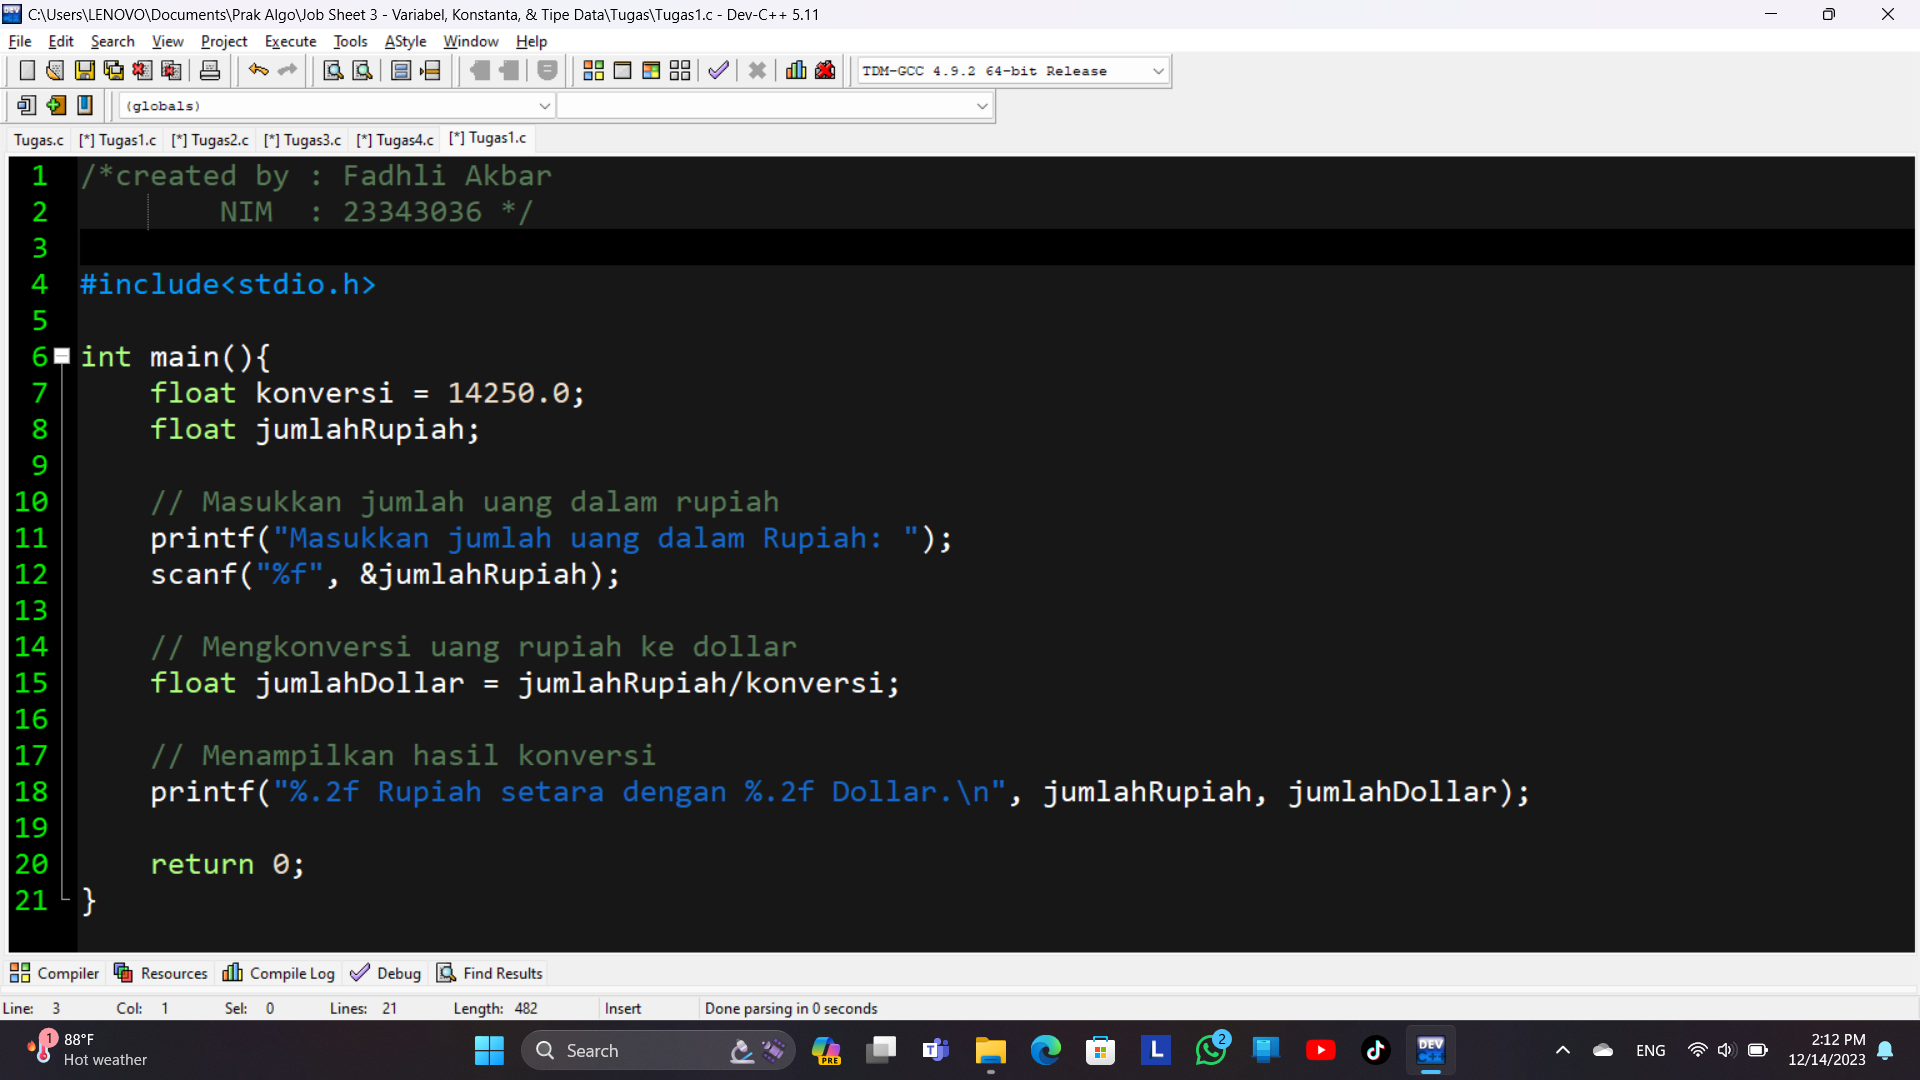 C:\Users\LENOVO\Documents\Prak Algo\Job Sheet 3 - Variabel, Konstanta, & Tipe Data\Tugas\Tugas1.c - Dev-C++ 5.11
File Edit Search View Project Execute Tools AStyle Window Help
TDM-GCC 4.9.2 64-bit Release
(globals)
Tugas.c [*] Tugas1.c [*] Tugas2.c [*] Tugas3.c [*] Tugas4.c [*] Tugas1.c
1 /*created by : Fadhli Akbar
2 NIM : 23343036 */
3
4 #include<stdio.h>
5
6 int main(){
7 float konversi = 14250.0;
8 float jumlahRupiah;
9
10 // Masukkan jumlah uang dalam rupiah
11 printf("Masukkan jumlah uang dalam Rupiah: ");
12 scanf("%f", &jumlahRupiah);
13
14 // Mengkonversi uang rupiah ke dollar
15 float jumlahDollar = jumlahRupiah/konversi;
16
17 // Menampilkan hasil konversi
18 printf("%.2f Rupiah setara dengan %.2f Dollar.\n", jumlahRupiah, jumlahDollar);
19
20 return 0;
21 }
Compiler Resources Compile Log Debug Find Results
Line: 3 Col: 1 Sel: 0 Lines: 21 Length: 482 Insert Done parsing in 0 seconds
1 88°F
Hot weather
Search
PRE
L
2
DEV C++
ENG
2:12 PM
12/14/2023